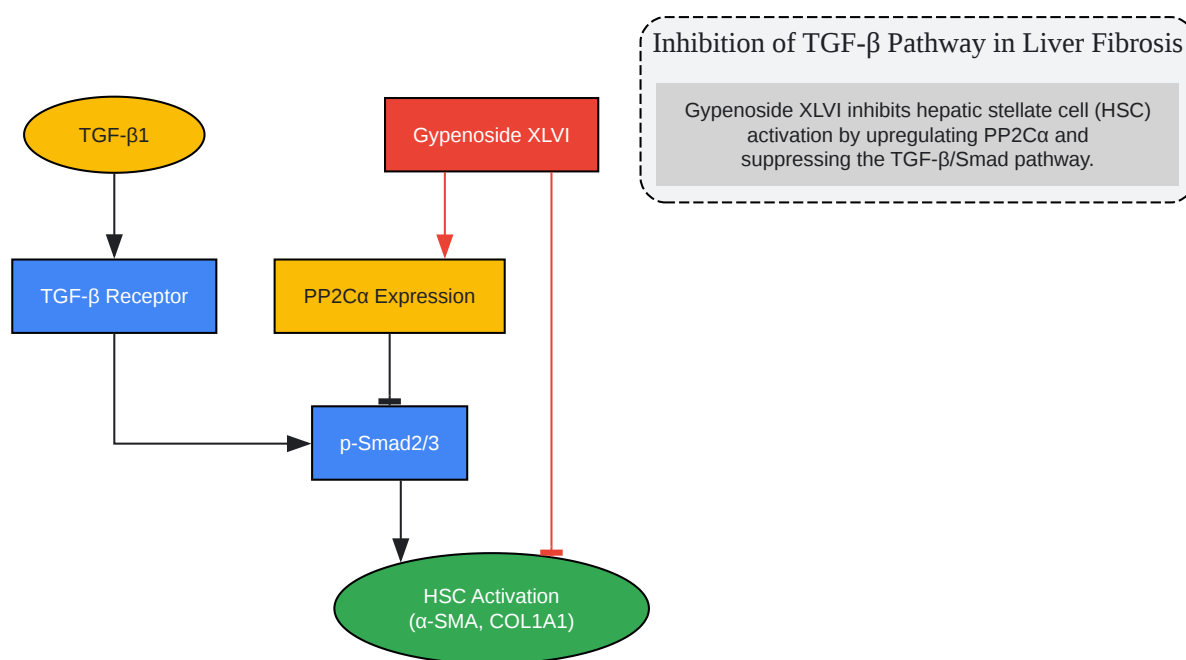 Inhibition of TGF-β Pathway in Liver Fibrosis
Gypenoside XLVI inhibits hepatic stellate cell (HSC)
activation by upregulating PP2Cα and
suppressing the TGF-β/Smad pathway.
TGF-β1
Gypenoside XLVI
TGF-β Receptor
PP2Cα Expression
p-Smad2/3
HSC Activation
(α-SMA, COL1A1)